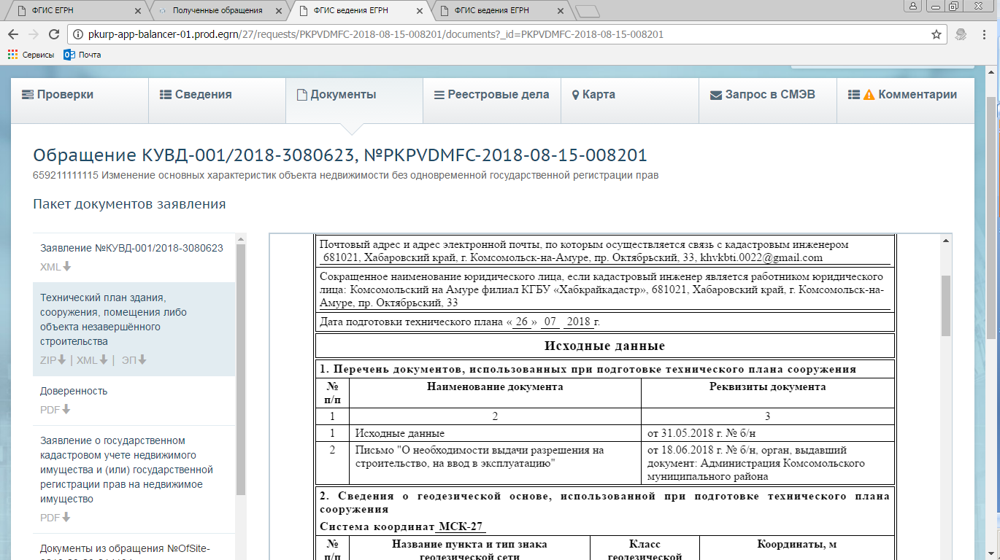 ФГИС ЕГРН
Полученные обращения
ФГИС ведения ЕГРН
ФГИС ведения ЕГРН
pkurp-app-balancer-01.prod.egrn/27/requests/PKPVDMFC-2018-08-15-008201/documents?_id=PKPVDMFC-2018-08-15-008201
Сервисы
Почта
Проверки
Сведения
Документы
Реестровые дела
Карта
Запрос в СМЭВ
Комментарии
Обращение КУВД-001/2018-3080623, №PKPVDMFC-2018-08-15-008201
659211111115 Изменение основных характеристик объекта недвижимости без одновременной государственной регистрации прав
Пакет документов заявления
Заявление №КУВД-001/2018-3080623
XML
Технический план здания,
сооружения, помещения либо
объекта незавершённого
строительства
ZIP | XML | ЭП
Доверенность
PDF
Заявление о государственном
кадастровом учете недвижимого
имущества и (или) государственной
регистрации прав на недвижимое
имущество
PDF
Документы из обращения №OfSite-
Почтовый адрес и адрес электронной почты, по которым осуществляется связь с кадастровым инженером
681021, Хабаровский край, г. Комсомольск-на-Амуре, пр. Октябрьский, 33, khvkbti.0022@gmail.com
Сокращенное наименование юридического лица, если кадастровый инженер является работником юридического
лица: Комсомольский на Амуре филиал КГБУ «Хабкрайкадастр», 681021, Хабаровский край, г. Комсомольск-на-
Амуре, пр. Октябрьский, 33
Дата подготовки технического плана « 26 » 07 2018 г.
Исходные данные
1. Перечень документов, использованных при подготовке технического плана сооружения
№ Наименование документа Реквизиты документа
п/п
1 2 3
1 Исходные данные от 31.05.2018 г. № б/н
2 Письмо "О необходимости выдачи разрешения на от 18.06.2018 г. № б/н, орган, выдавший
строительство, на ввод в эксплуатацию" документ: Администрация Комсомольского
муниципального района
2. Сведения о геодезической основе, использованной при подготовке технического плана
сооружения
Система координат МСК-27
№ Название пункта и тип знака Класс Координаты, м
п/п геодезической сети геодезической